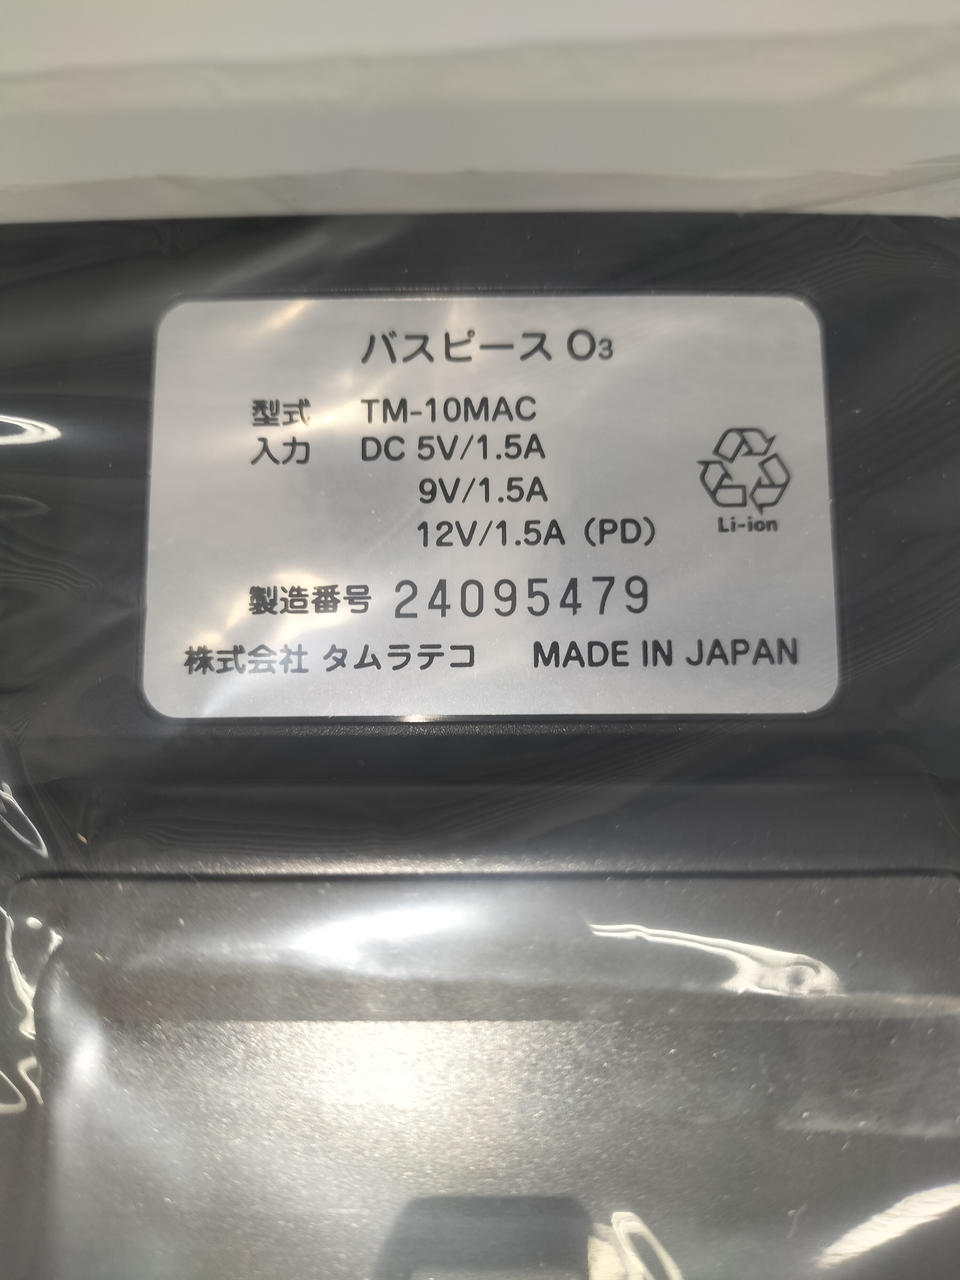 バスピース O₃
型式 TM-10MAC
入力 DC 5V/1.5A
9V/1.5A
12V/1.5A（PD）
Li-ion
製造番号 24095479
株式会社 タムラテコ MADE IN JAPAN